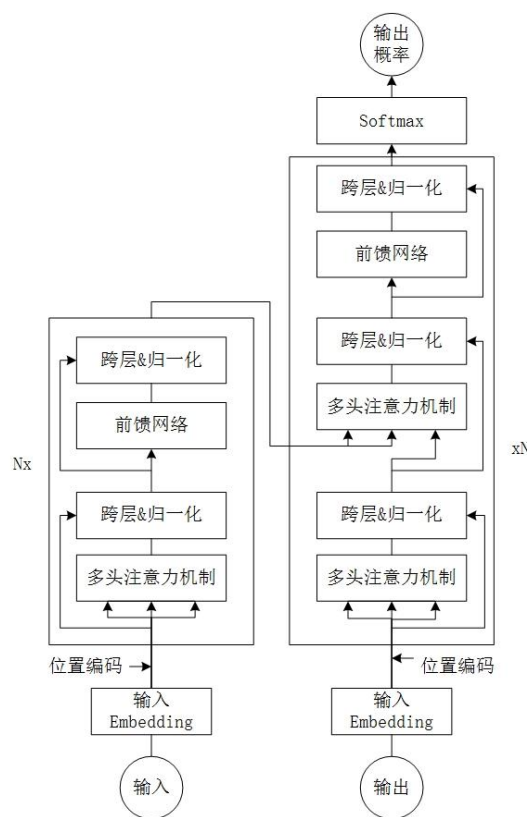 输出
概率
Softmax
跨层&归一化
前馈网络
跨层&归一化
多头注意力机制
跨层&归一化
多头注意力机制
xN
位置编码
输入
Embedding
输出
跨层&归一化
前馈网络
Nx
跨层&归一化
多头注意力机制
位置编码
输入
Embedding
输入